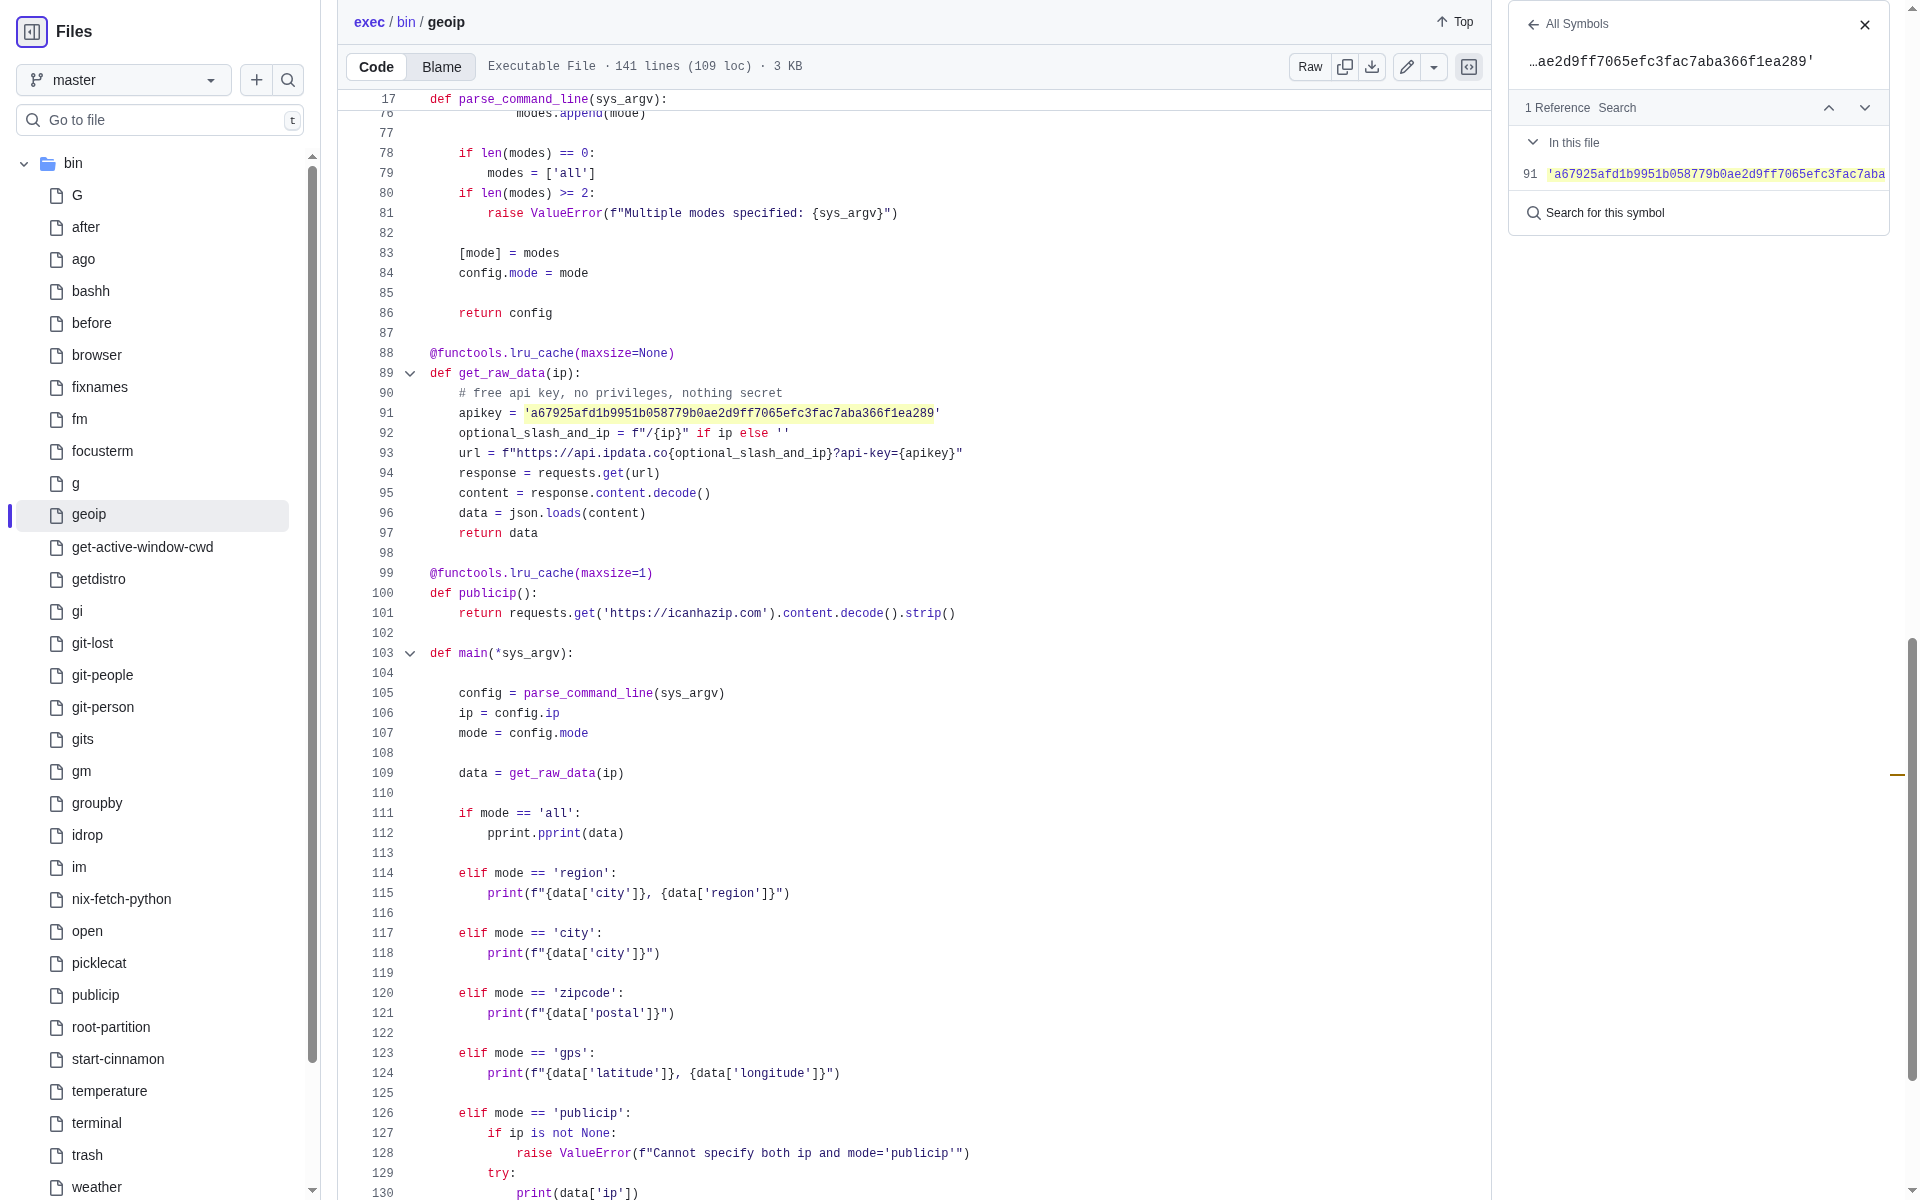 Files
master
Go to file
t
bin
G
after
ago
bashh
before
browser
fixnames
fm
focusterm
g
geoip
get-active-window-cwd
getdistro
gi
git-lost
git-people
git-person
gits
gm
groupby
idrop
im
nix-fetch-python
open
picklecat
publicip
root-partition
start-cinnamon
temperature
terminal
trash
weather
exec / bin / geoip
Top
Code Blame Executable File · 141 lines (109 loc) · 3 KB
Raw
17 def parse_command_line(sys_argv):
76 modes.append(mode)
77
78 if len(modes) == 0:
79 modes = ['all']
80 if len(modes) >= 2:
81 raise ValueError(f"Multiple modes specified: {sys_argv}")
82
83 [mode] = modes
84 config.mode = mode
85
86 return config
87
88 @functools.lru_cache(maxsize=None)
89 def get_raw_data(ip):
90 # free api key, no privileges, nothing secret
91 apikey = 'a67925afd1b9951b058779b0ae2d9ff7065efc3fac7aba366f1ea289'
92 optional_slash_and_ip = f"/{ip}" if ip else ''
93 url = f"https://api.ipdata.co{optional_slash_and_ip}?api-key={apikey}"
94 response = requests.get(url)
95 content = response.content.decode()
96 data = json.loads(content)
97 return data
98
99 @functools.lru_cache(maxsize=1)
100 def publicip():
101 return requests.get('https://icanhazip.com').content.decode().strip()
102
103 def main(*sys_argv):
104
105 config = parse_command_line(sys_argv)
106 ip = config.ip
107 mode = config.mode
108
109 data = get_raw_data(ip)
110
111 if mode == 'all':
112 pprint.pprint(data)
113
114 elif mode == 'region':
115 print(f"{data['city']}, {data['region']}")
116
117 elif mode == 'city':
118 print(f"{data['city']}")
119
120 elif mode == 'zipcode':
121 print(f"{data['postal']}")
122
123 elif mode == 'gps':
124 print(f"{data['latitude']}, {data['longitude']}")
125
126 elif mode == 'publicip':
127 if ip is not None:
128 raise ValueError(f"Cannot specify both ip and mode='publicip'")
129 try:
130 print(data['ip'])
All Symbols
…ae2d9ff7065efc3fac7aba366f1ea289'
1 Reference Search
In this file
91 'a67925afd1b9951b058779b0ae2d9ff7065efc3fac7aba
Search for this symbol